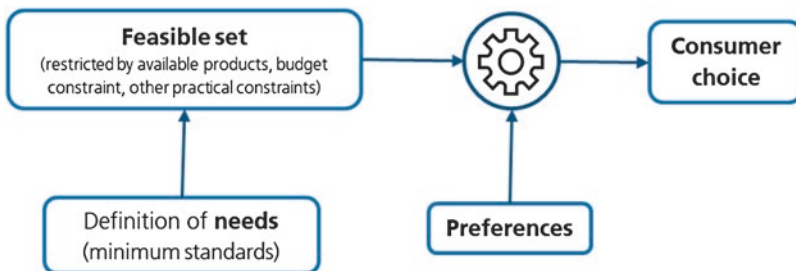 Feasible set
(restricted by available products, budget
constraint, other practical constraints)
Consumer
choice
Definition of needs
(minimum standards)
Preferences